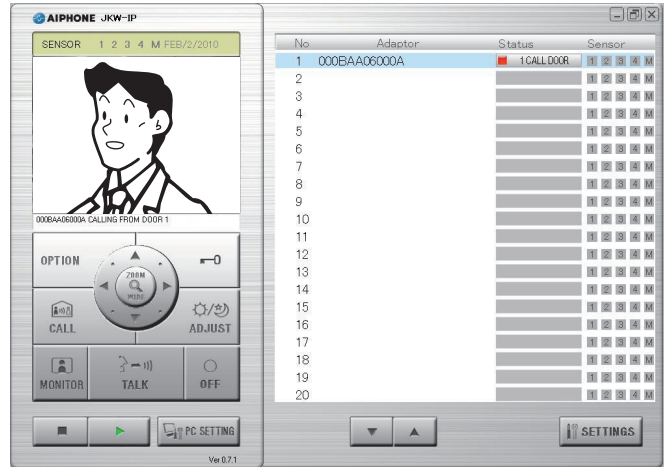 AIPHONE JKW-IP
SENSOR 1 2 3 4 M FEB/2/2010
000BAA06000A CALLING FROM DOOR 1
OPTION
ZOOM
WIDE
CALL
ADJUST
MONITOR
TALK
OFF
PC SETTING
Ver 0.7.1
No Adaptor Status Sensor
1 000BAA06000A 1 CALL DOOR 1 2 3 4 M
2 1 2 3 4 M
3 1 2 3 4 M
4 1 2 3 4 M
5 1 2 3 4 M
6 1 2 3 4 M
7 1 2 3 4 M
8 1 2 3 4 M
9 1 2 3 4 M
10 1 2 3 4 M
11 1 2 3 4 M
12 1 2 3 4 M
13 1 2 3 4 M
14 1 2 3 4 M
15 1 2 3 4 M
16 1 2 3 4 M
17 1 2 3 4 M
18 1 2 3 4 M
19 1 2 3 4 M
20 1 2 3 4 M
SETTINGS